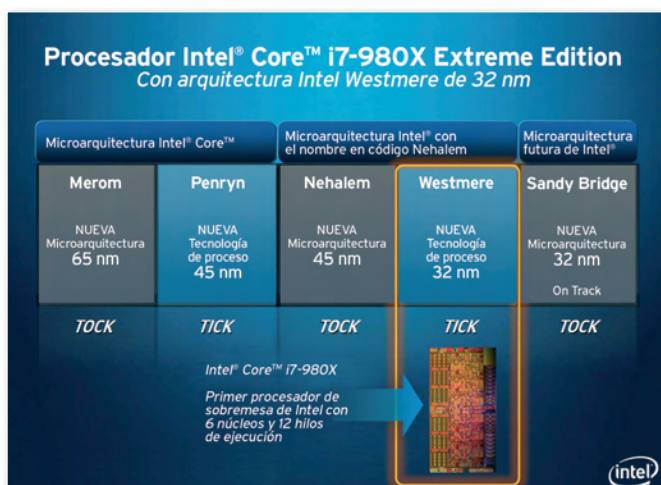 Procesador Intel® Core™ i7-980X Extreme Edition
Con arquitectura Intel Westmere de 32 nm
Microarquitectura Intel® Core™
Microarquitectura Intel® con
el nombre en código Nehalem
Microarquitectura
futura de Intel®
Merom
NUEVA
Microarquitectura
65 nm
TOCK
Penryn
NUEVA
Tecnología
de proceso
45 nm
TICK
Nehalem
NUEVA
Microarquitectura
45 nm
TOCK
Westmere
NUEVA
Tecnología
de proceso
32 nm
TICK
Sandy Bridge
NUEVA
Microarquitectura
32 nm
On Track
TOCK
Intel® Core™ i7-980X
Primer procesador de
sobremesa de Intel con
6 núcleos y 12 hilos
de ejecución
intel